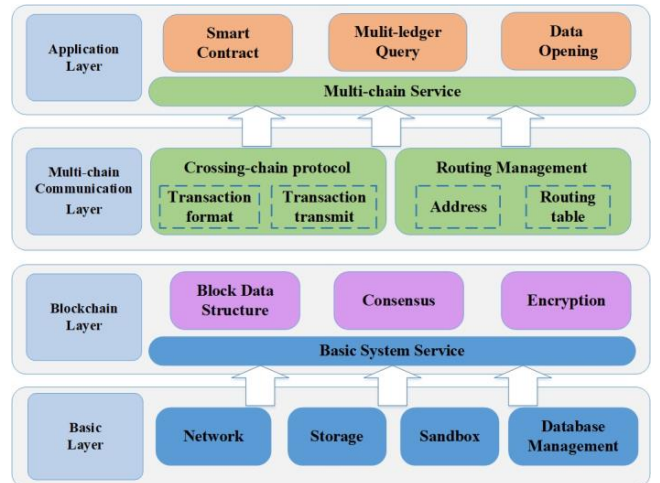 Application
Layer
Smart
Contract
Mulit-ledger
Query
Data
Opening
Multi-chain Service
Multi-chain
Communication
Layer
Crossing-chain protocol
Transaction
format
Transaction
transmit
Routing Management
Address
Routing
table
Blockchain
Layer
Block Data
Structure
Consensus
Encryption
Basic System Service
Basic
Layer
Network
Storage
Sandbox
Database
Management